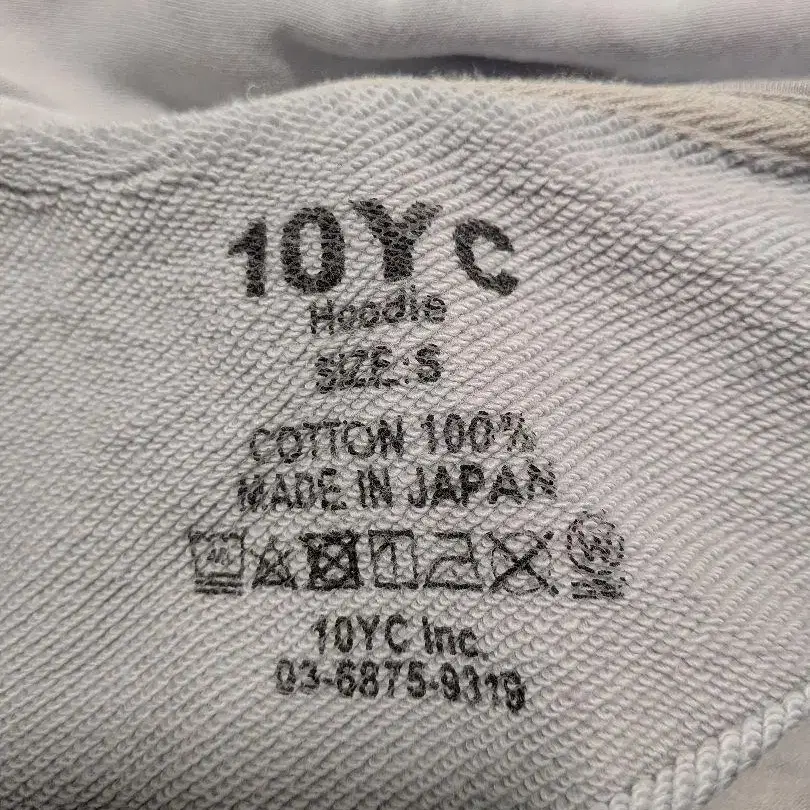 10YC
Hoodie
SIZE:S
COTTON 100%
MADE IN JAPAN
10YC Inc.
03-6875-9319